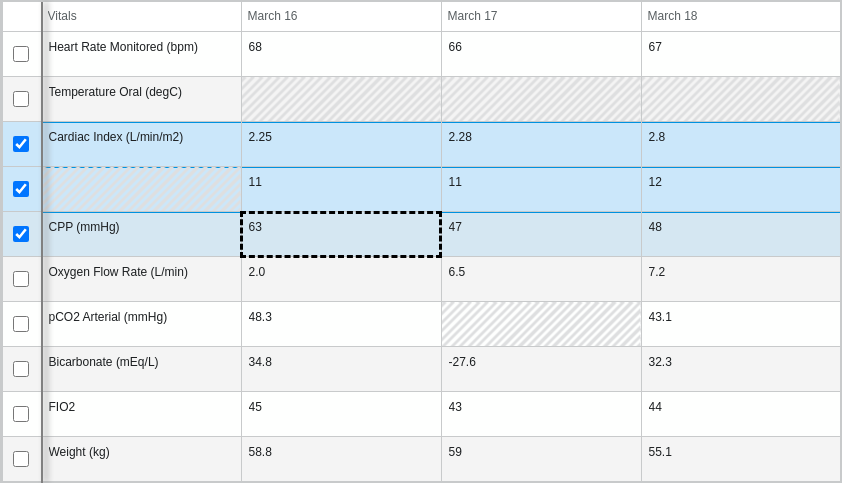 Vitals March 16 March 17 March 18
Heart Rate Monitored (bpm) 68 66 67
Temperature Oral (degC)
Cardiac Index (L/min/m2) 2.25 2.28 2.8
11 11 12
CPP (mmHg) 63 47 48
Oxygen Flow Rate (L/min) 2.0 6.5 7.2
pCO2 Arterial (mmHg) 48.3 43.1
Bicarbonate (mEq/L) 34.8 -27.6 32.3
FIO2 45 43 44
Weight (kg) 58.8 59 55.1